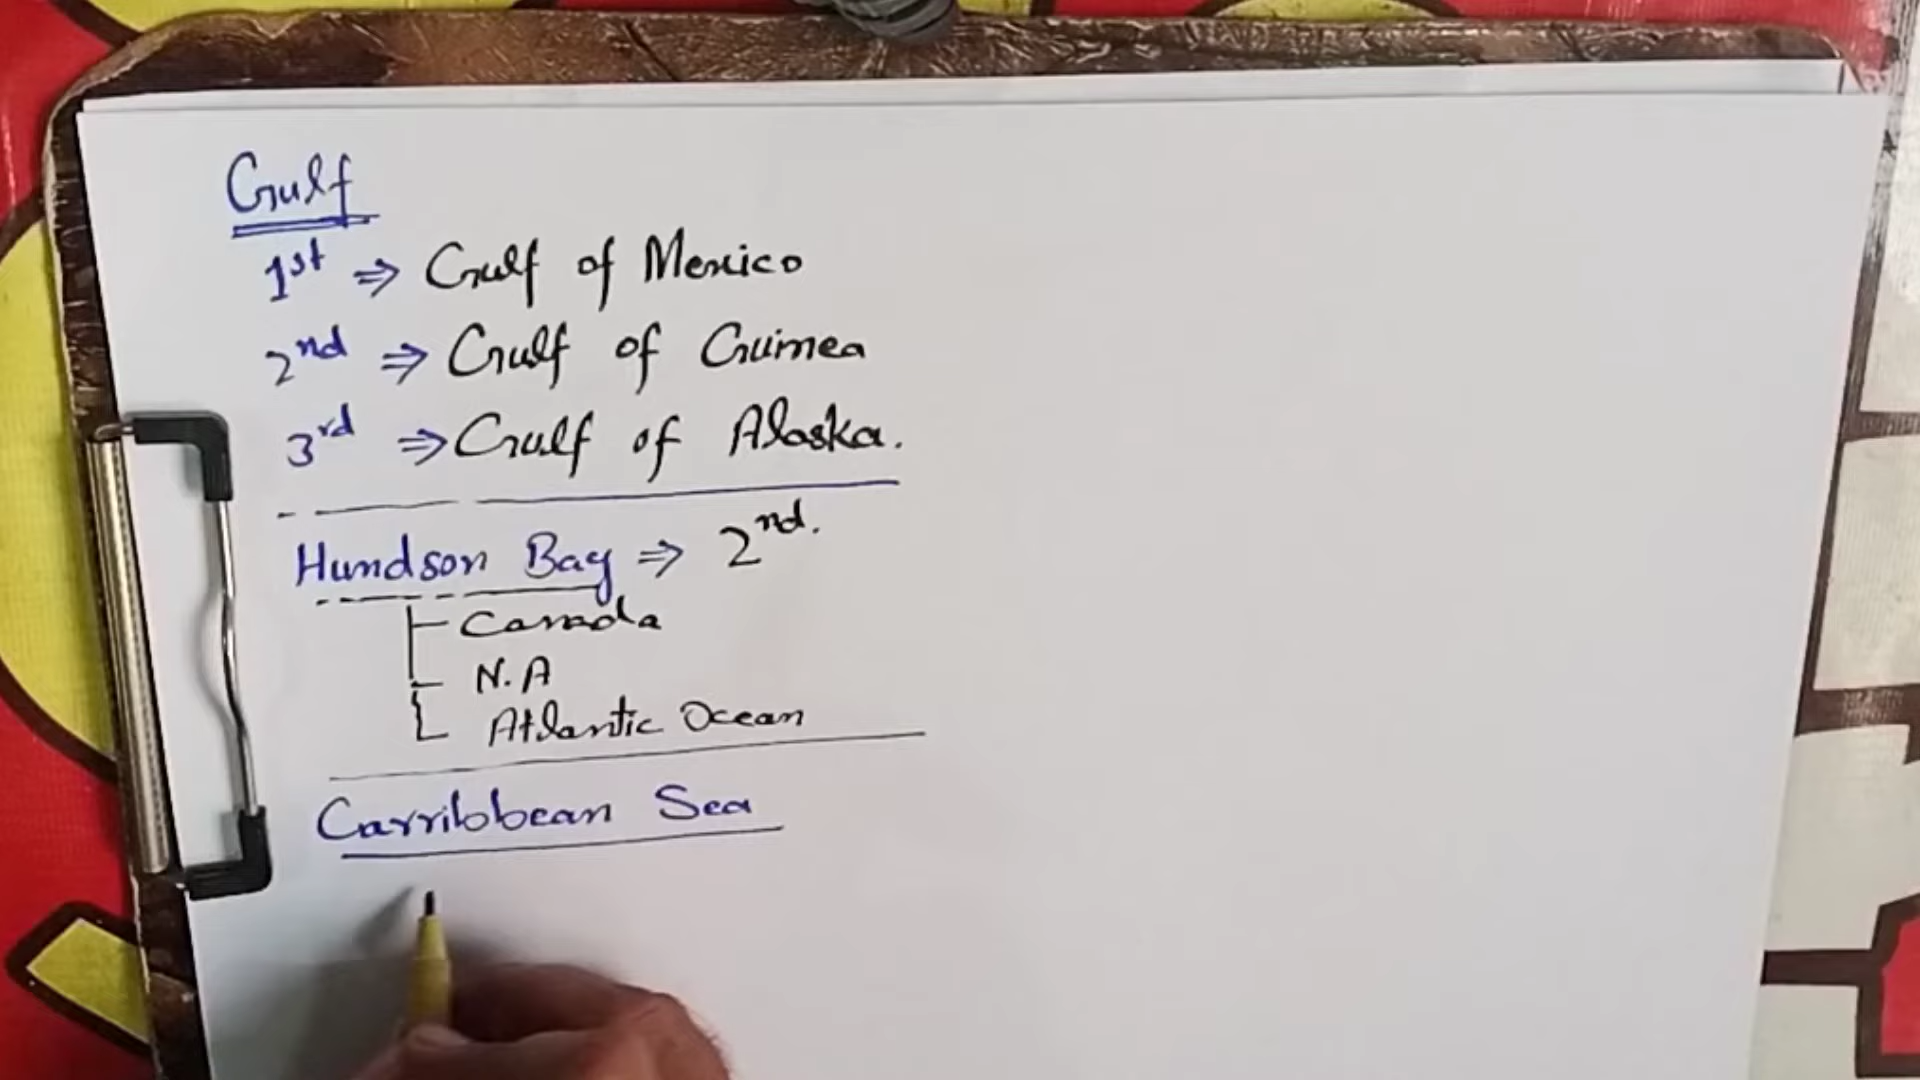 Gulf
1st ⇒ Gulf of Mexico
2nd ⇒ Gulf of Guinea
3rd ⇒ Gulf of Alaska.
Hundson Bay ⇒ 2nd.
Canada
N.A
Atlantic Ocean
Carribbean Sea